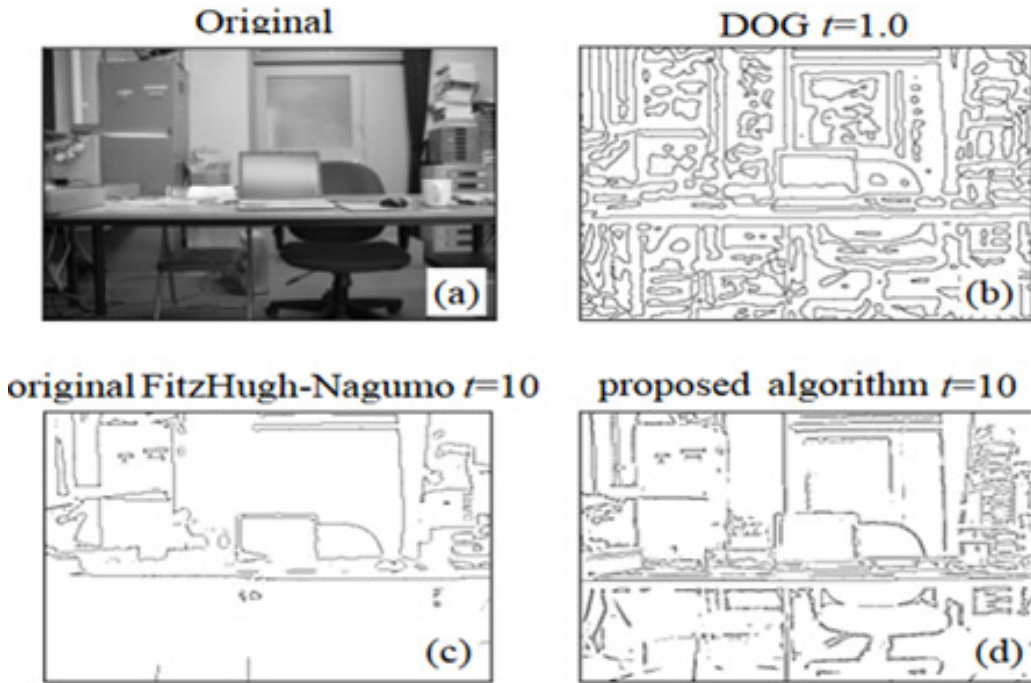 Original
DOG t=1.0
(a)
(b)
original FitzHugh-Nagumo t=10
proposed algorithm t=10
(c)
(d)